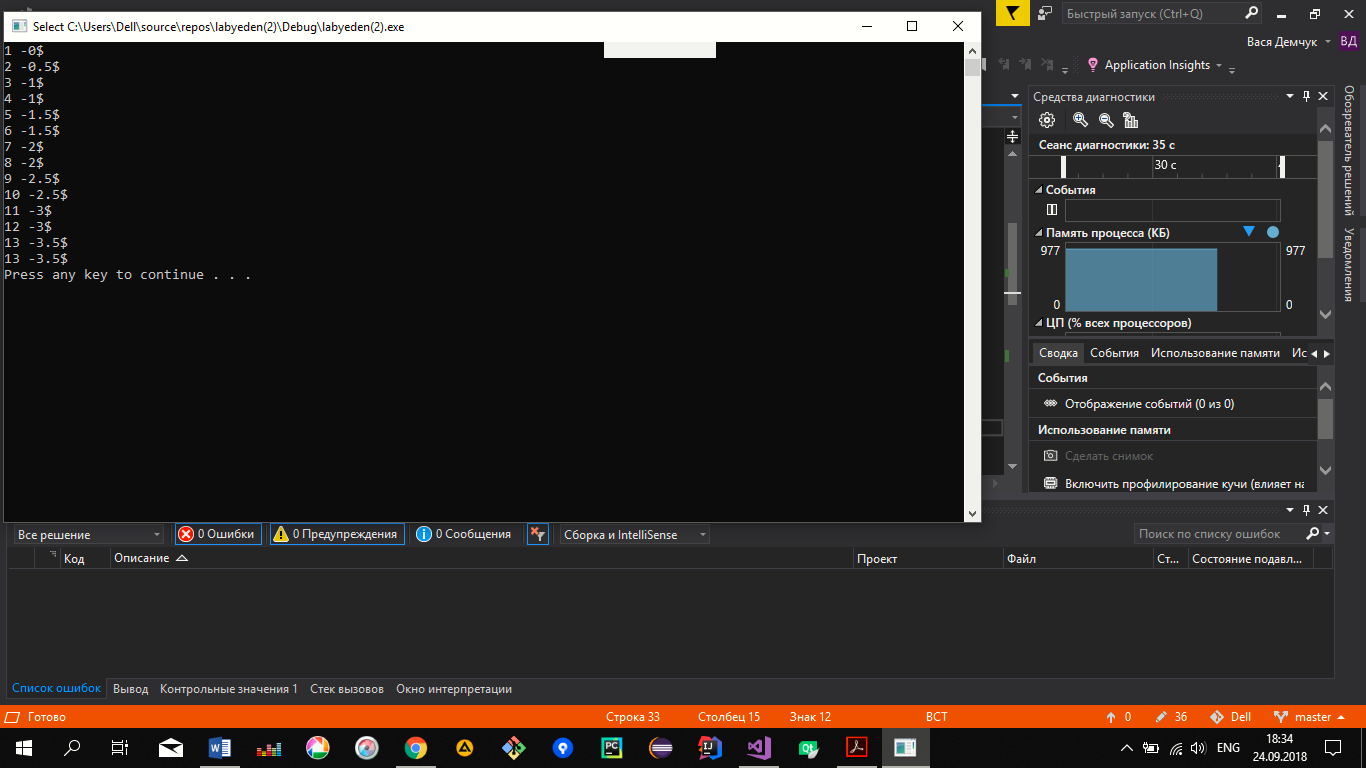 Select C:\Users\Dell\source\repos\labyeden(2)\Debug\labyeden(2).exe
Быстрый запуск (Ctrl+Q)
Вася Демчук ВД
Application Insights
1 -0$
2 -0.5$
3 -1$
4 -1$
5 -1.5$
6 -1.5$
7 -2$
8 -2$
9 -2.5$
10 -2.5$
11 -3$
12 -3$
13 -3.5$
13 -3.5$
Press any key to continue . . .
Средства диагностики
Сеанс диагностики: 35 с
30 с
События
Память процесса (КБ)
977 977
0 0
ЦП (% всех процессоров)
Сводка События Использование памяти Ис
События
Отображение событий (0 из 0)
Использование памяти
Сделать снимок
Включить профилирование кучи (влияет на
Обозреватель решений
Уведомления
Все решение 0 Ошибки 0 Предупреждения 0 Сообщения Сборка и IntelliSense Поиск по списку ошибок
Код Описание Проект Файл Ст... Состояние подавл...
Список ошибок Вывод Контрольные значения 1 Стек вызовов Окно интерпретации
Готово Строка 33 Столбец 15 Знак 12 ВСТ 0 36 Dell master
ENG 18:34
24.09.2018